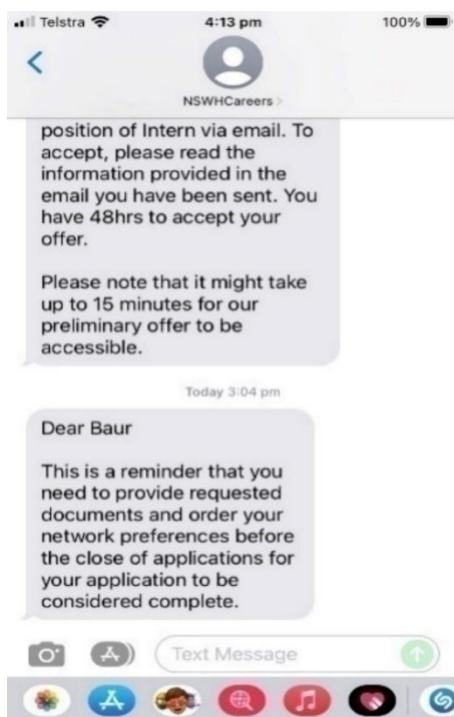 Telstra 4:13 pm 100%
NSWHCareers
position of Intern via email. To
accept, please read the
information provided in the
email you have been sent. You
have 48hrs to accept your
offer.
Please note that it might take
up to 15 minutes for our
preliminary offer to be
accessible.
Today 3:04 pm
Dear Baur
This is a reminder that you
need to provide requested
documents and order your
network preferences before
the close of applications for
your application to be
considered complete.
Text Message